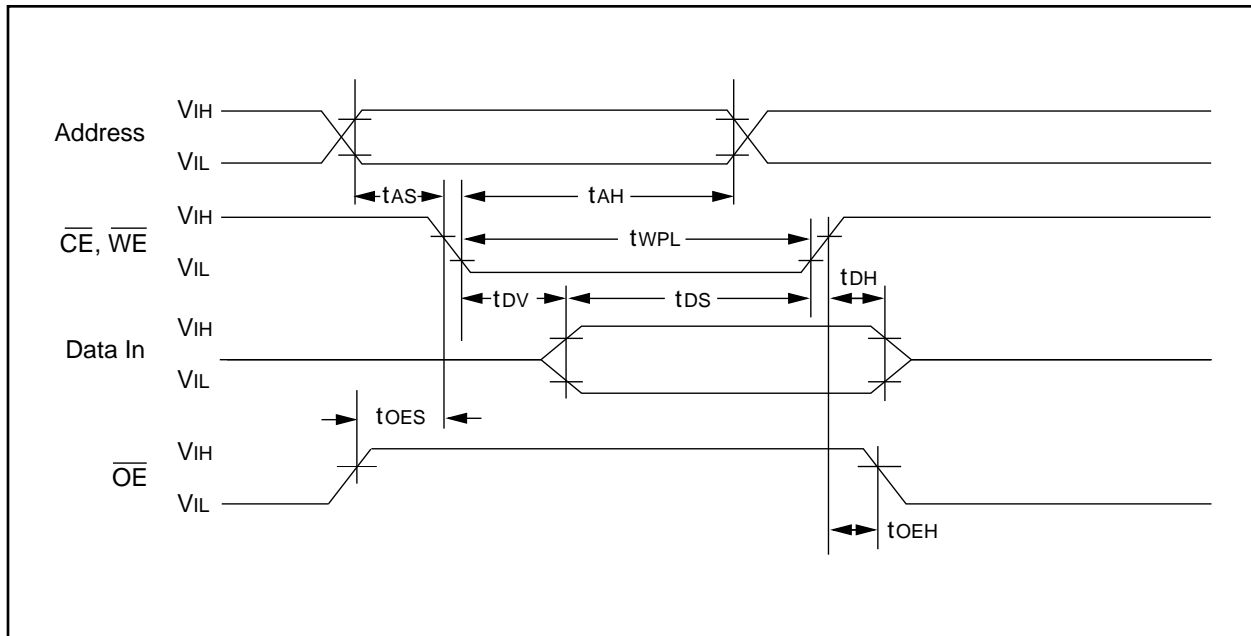 Address
VIH
VIL
tAS
tAH
CE, WE
VIH
VIL
tWPL
tDH
tDV
tDS
Data In
VIH
VIL
tOES
OE
VIH
VIL
tOEH